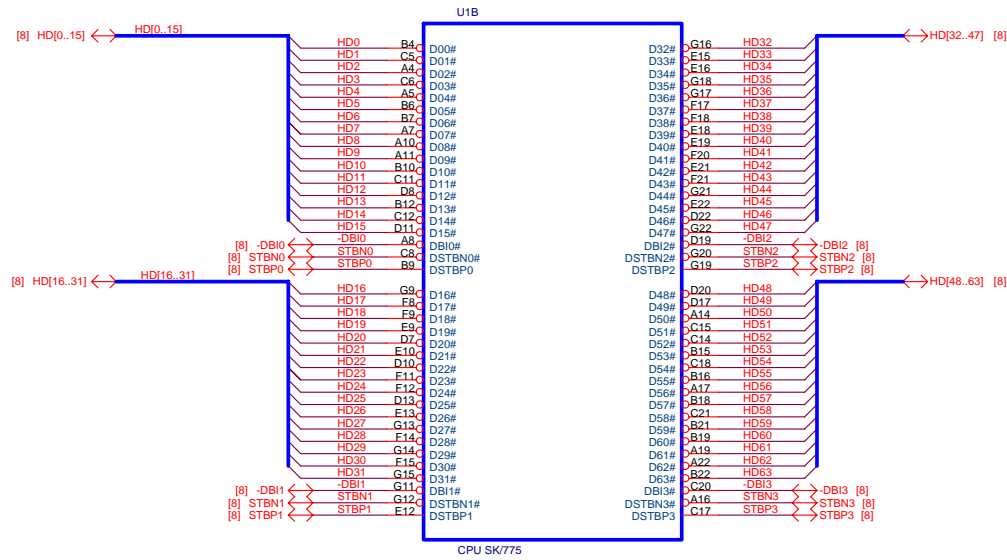 U1B
[8] HD[0..15] HD[0..15] HD[32..47] [8]
HD0 B4 D00# D32# G16 HD32
HD1 C5 D01# D33# E15 HD33
HD2 A4 D02# D34# E16 HD34
HD3 C6 D03# D35# G18 HD35
HD4 A5 D04# D36# G17 HD36
HD5 B6 D05# D37# F17 HD37
HD6 B7 D06# D38# F18 HD38
HD7 A7 D07# D39# E18 HD39
HD8 A10 D08# D40# E19 HD40
HD9 A11 D09# D41# F20 HD41
HD10 B10 D10# D42# E21 HD42
HD11 C11 D11# D43# F21 HD43
HD12 D8 D12# D44# G21 HD44
HD13 B12 D13# D45# E22 HD45
HD14 C12 D14# D46# D22 HD46
HD15 D11 D15# D47# G22 HD47
[8] -DBI0 -DBI0 A8 DBI0# DBI2# D19 -DBI2 -DBI2 [8]
[8] STBN0 STBN0 C8 DSTBN0# DSTBN2# G20 STBN2 STBN2 [8]
[8] STBP0 STBP0 B9 DSTBP0 DSTBP2 G19 STBP2 STBP2 [8]
[8] HD[16..31] HD[16..31] HD[48..63] [8]
HD16 G9 D16# D48# D20 HD48
HD17 F8 D17# D49# D17 HD49
HD18 F9 D18# D50# A14 HD50
HD19 E9 D19# D51# C15 HD51
HD20 D7 D20# D52# C14 HD52
HD21 E10 D21# D53# B15 HD53
HD22 D10 D22# D54# C18 HD54
HD23 F11 D23# D55# B16 HD55
HD24 F12 D24# D56# A17 HD56
HD25 D13 D25# D57# B18 HD57
HD26 E13 D26# D58# C21 HD58
HD27 G13 D27# D59# B21 HD59
HD28 F14 D28# D60# B19 HD60
HD29 G14 D29# D61# A19 HD61
HD30 F15 D30# D62# A22 HD62
HD31 G15 D31# D63# B22 HD63
[8] -DBI1 -DBI1 G11 DBI1# DBI3# C20 -DBI3 -DBI3 [8]
[8] STBN1 STBN1 G12 DSTBN1# DSTBN3# A16 STBN3 STBN3 [8]
[8] STBP1 STBP1 E12 DSTBP1 DSTBP3 C17 STBP3 STBP3 [8]
CPU SK/775